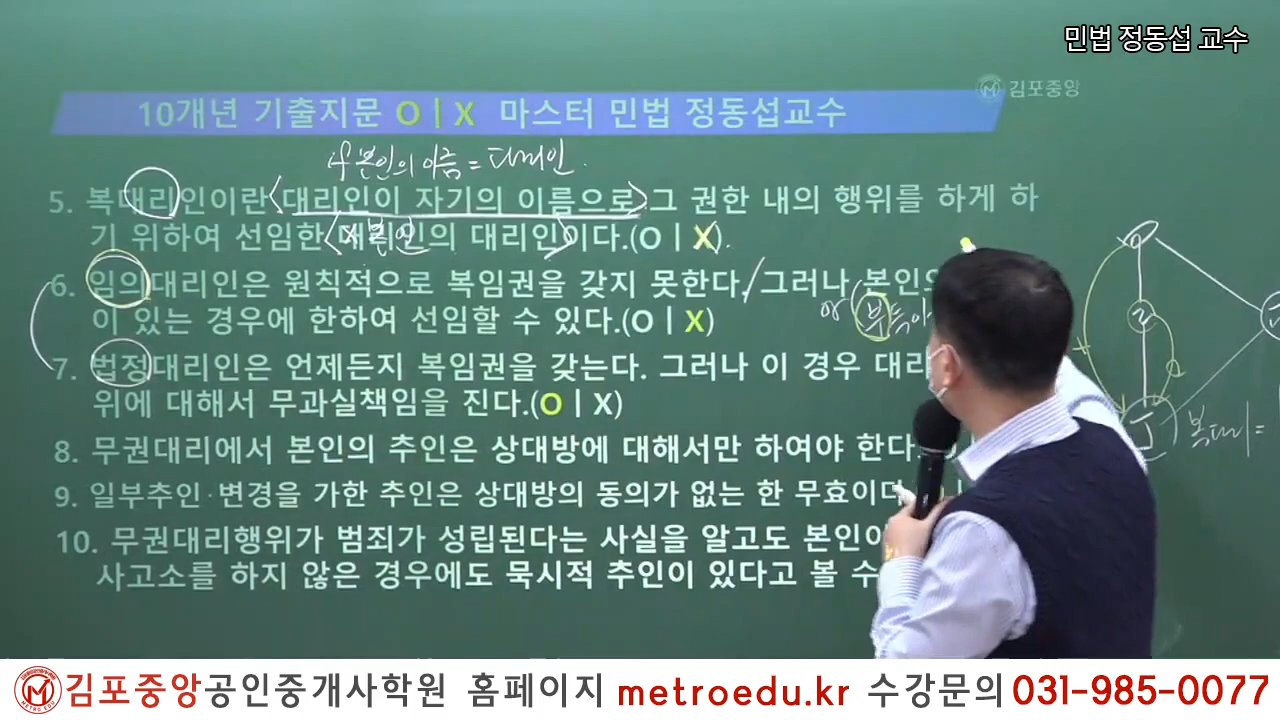 민법 정동섭 교수
김포중앙
10개년 기출지문 O | X 마스터 민법 정동섭교수
본인의 이름 = 대리인
5. 복대리인이란 대리인이 자기의 이름으로 그 권한 내의 행위를 하게 하
기 위하여 선임한 대리인의 대리인이다.(O | X)
본인
6. 임의대리인은 원칙적으로 복임권을 갖지 못한다. 그러나 본인의
or 부득이
이 있는 경우에 한하여 선임할 수 있다.(O | X)
7. 법정대리인은 언제든지 복임권을 갖는다. 그러나 이 경우 대리
위에 대해서 무과실책임을 진다.(O | X)
복대리 =
8. 무권대리에서 본인의 추인은 상대방에 대해서만 하여야 한다.
9. 일부추인·변경을 가한 추인은 상대방의 동의가 없는 한 무효이다
10. 무권대리행위가 범죄가 성립된다는 사실을 알고도 본인이
사고소를 하지 않은 경우에도 묵시적 추인이 있다고 볼 수
김포중앙공인중개사학원 홈페이지 metroedu.kr 수강문의 031-985-0077
METRO EDU